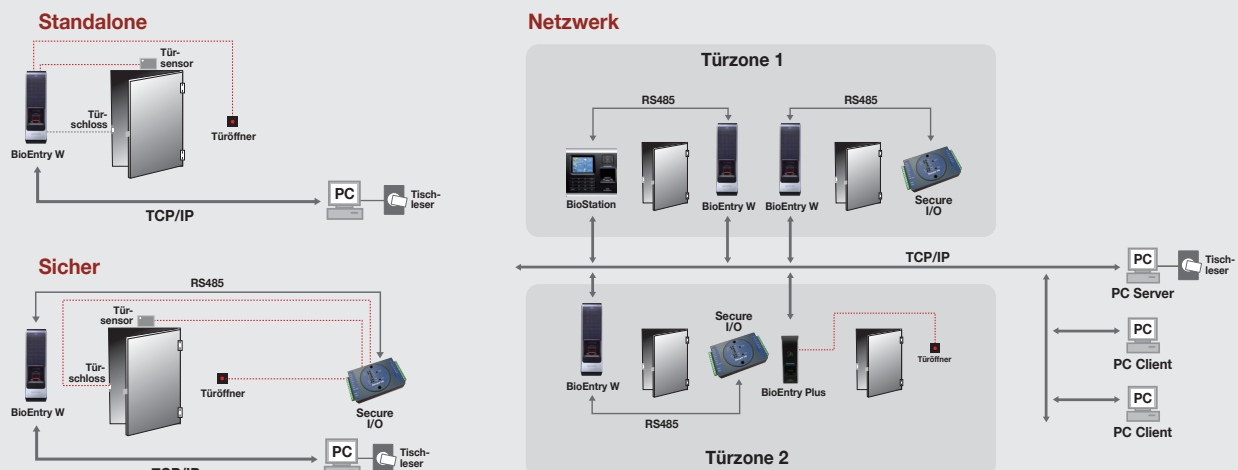 Standalone
Tür-
sensor
Tür-
schloss
Türöffner
BioEntry W
PC
Tisch-
leser
TCP/IP
Sicher
RS485
Tür-
sensor
Tür-
schloss
Türöffner
BioEntry W
Secure
I/O
PC
Tisch-
leser
TCP/IP
Netzwerk
Türzone 1
RS485
RS485
BioStation
BioEntry W
BioEntry W
Secure
I/O
TCP/IP
PC
Tisch-
leser
PC Server
PC
PC Client
PC
PC Client
Secure
I/O
BioEntry W
BioEntry Plus
Türöffner
RS485
Türzone 2